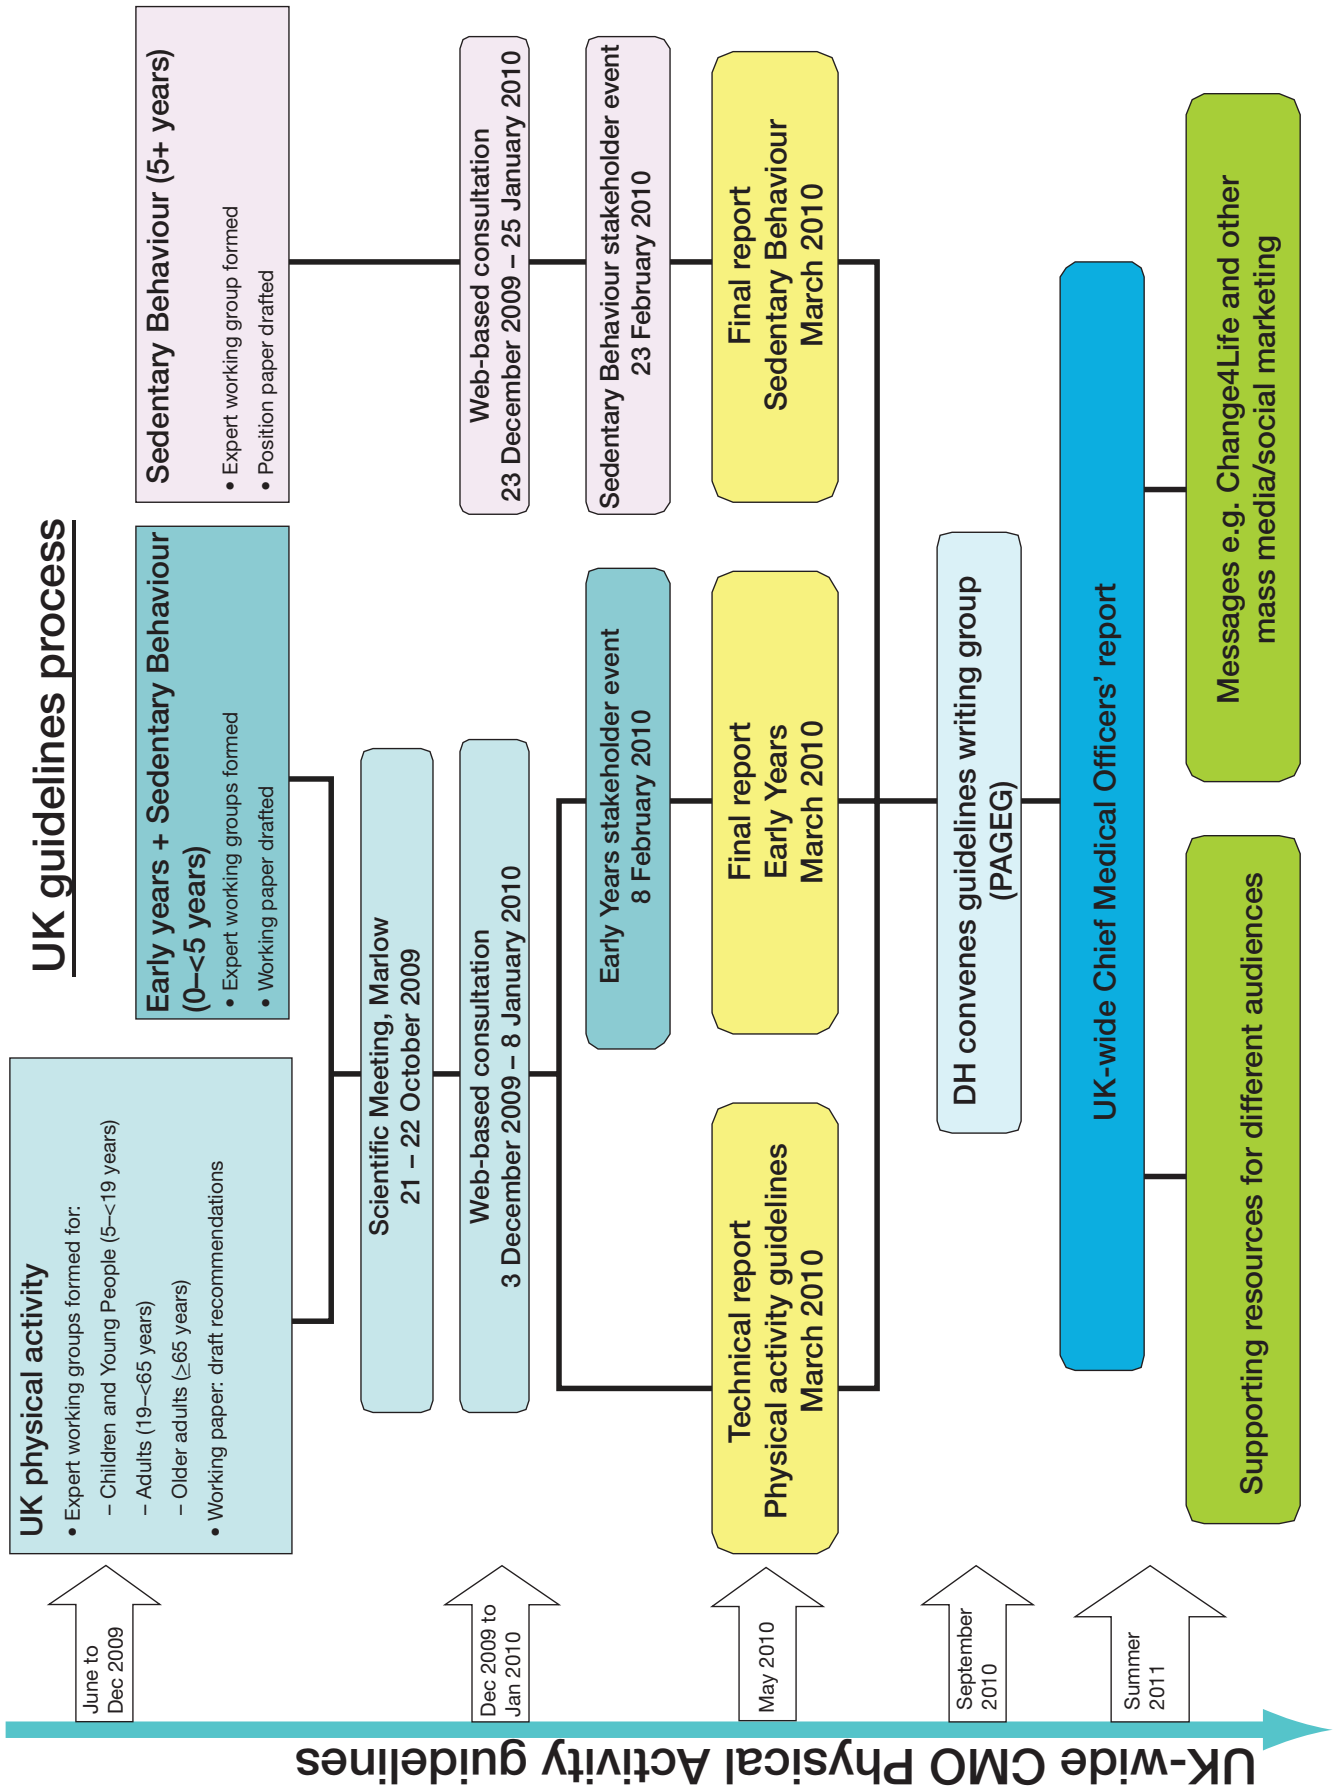 UK guidelines process
UK physical activity
• Expert working groups formed for:
– Children and Young People (5–<19 years)
– Adults (19–<65 years)
– Older adults (≥65 years)
• Working paper: draft recommendations
Early years + Sedentary Behaviour
(0–<5 years)
• Expert working groups formed
• Working paper drafted
Sedentary Behaviour (5+ years)
• Expert working group formed
• Position paper drafted
Scientific Meeting, Marlow
21 – 22 October 2009
Web-based consultation
3 December 2009 – 8 January 2010
Web-based consultation
23 December 2009 – 25 January 2010
Early Years stakeholder event
8 February 2010
Sedentary Behaviour stakeholder event
23 February 2010
Technical report
Physical activity guidelines
March 2010
Final report
Early Years
March 2010
Final report
Sedentary Behaviour
March 2010
DH convenes guidelines writing group
(PAGEG)
UK-wide Chief Medical Officers’ report
Supporting resources for different audiences
Messages e.g. Change4Life and other
mass media/social marketing
June to
Dec 2009
Dec 2009 to
Jan 2010
May 2010
September
2010
Summer
2011
UK-wide CMO Physical Activity guidelines